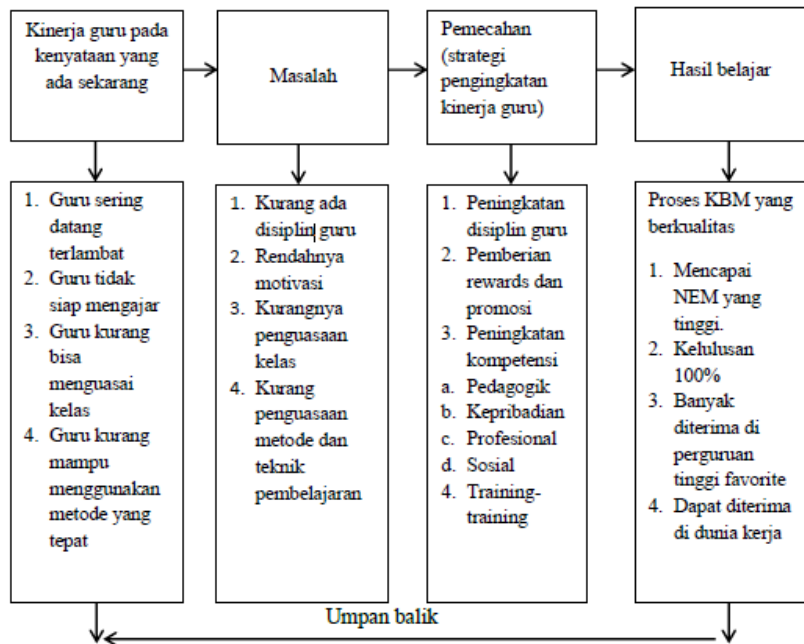 Kinerja guru pada
kenyataan yang
ada sekarang
Masalah
Pemecahan
(strategi
pengingkatan
kinerja guru)
Hasil belajar
1. Guru sering
datang
terlambat
2. Guru tidak
siap mengajar
3. Guru kurang
bisa
menguasai
kelas
4. Guru kurang
mampu
menggunakan
metode yang
tepat
1. Kurang ada
disiplin guru
2. Rendahnya
motivasi
3. Kurangnya
penguasaan
kelas
4. Kurang
penguasaan
metode dan
teknik
pembelajaran
1. Peningkatan
disiplin guru
2. Pemberian
rewards dan
promosi
3. Peningkatan
kompetensi
a. Pedagogik
b. Kepribadian
c. Profesional
d. Sosial
4. Training-
training
Proses KBM yang
berkualitas
1. Mencapai
NEM yang
tinggi.
2. Kelulusan
100%
3. Banyak
diterima di
perguruan
tinggi favorite
4. Dapat diterima
di dunia kerja
Umpan balik